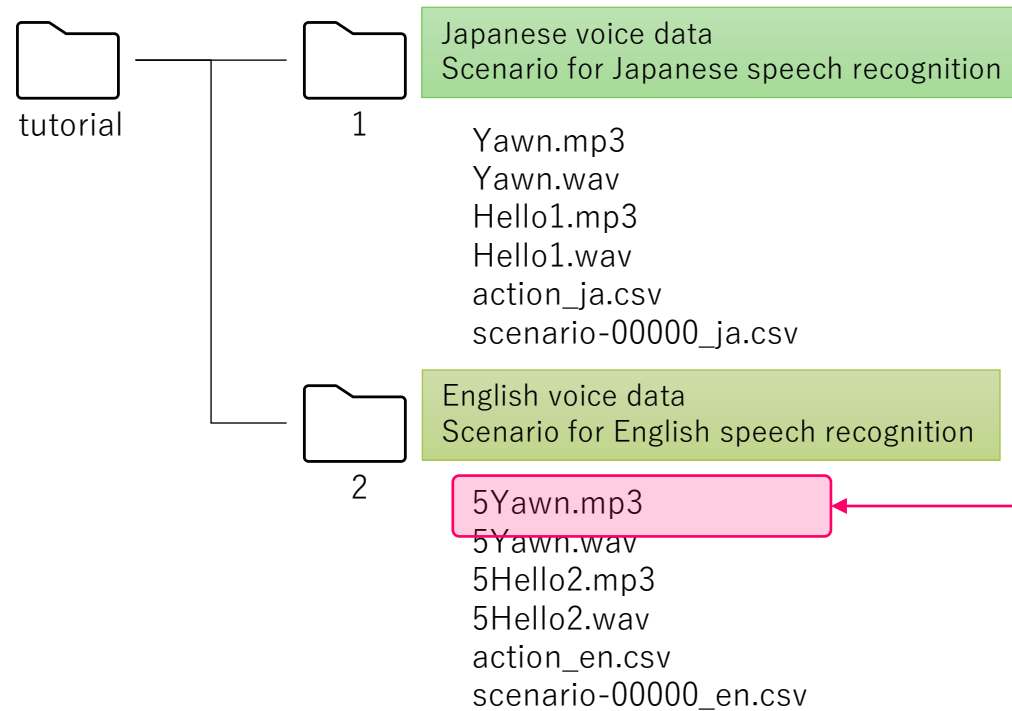 tutorial
1
Japanese voice data
Scenario for Japanese speech recognition
Yawn.mp3
Yawn.wav
Hello1.mp3
Hello1.wav
action_ja.csv
scenario-00000_ja.csv
2
English voice data
Scenario for English speech recognition
5Yawn.mp3
5Yawn.wav
5Hello2.mp3
5Hello2.wav
action_en.csv
scenario-00000_en.csv